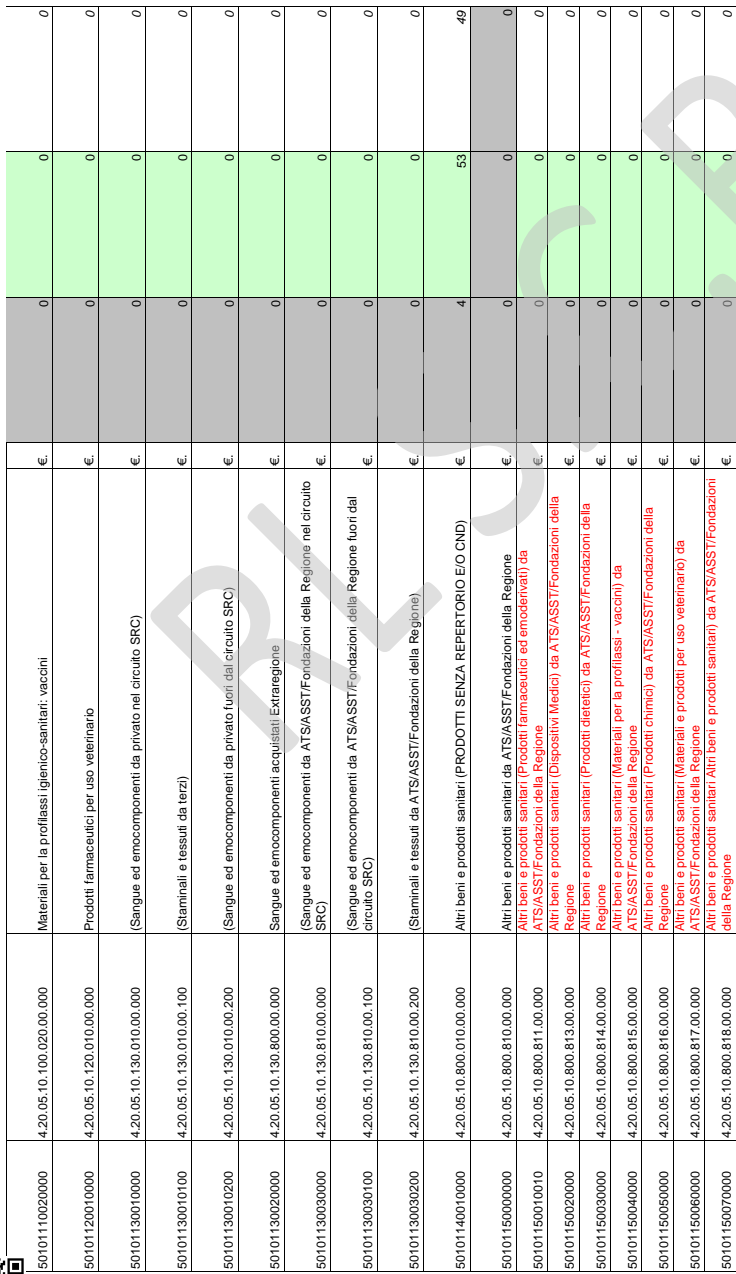 50101110220000 4.20.05.10.100.020.00.000 Materiali per la profilassi igienico-sanitari: vaccini €. 0 0 0
50101120010000 4.20.05.10.120.010.00.000 Prodotti farmaceutici per uso veterinario €. 0 0 0
50101130010000 4.20.05.10.130.010.00.000 (Sangue ed emocomponenti da privato nel circuito SRC) €. 0 0 0
50101130010100 4.20.05.10.130.010.00.100 (Staminali e tessuti da terzi) €. 0 0 0
50101130010200 4.20.05.10.130.010.00.200 (Sangue ed emocomponenti da privato fuori dal circuito SRC) €. 0 0 0
50101130020000 4.20.05.10.130.800.00.000 Sangue ed emocomponenti acquistati Extraregione €. 0 0 0
50101130030000 4.20.05.10.130.810.00.000 (Sangue ed emocomponenti da ATS/ASST/Fondazioni della Regione nel circuito
SRC) €. 0 0 0
50101130030100 4.20.05.10.130.810.00.100 (Sangue ed emocomponenti da ATS/ASST/Fondazioni della Regione fuori dal
circuito SRC) €. 0 0 0
50101130030200 4.20.05.10.130.810.00.200 (Staminali e tessuti da ATS/ASST/Fondazioni della Regione) €. 0 0 0
50101140010000 4.20.05.10.800.010.00.000 Altri beni e prodotti sanitari (PRODOTTI SENZA REPERTORIO E/O CND) €. 4 53 49
50101150000000 4.20.05.10.800.810.00.000 Altri beni e prodotti sanitari da ATS/ASST/Fondazioni della Regione €. 0 0 0
50101150010010 4.20.05.10.800.811.00.000 Altri beni e prodotti sanitari (Prodotti farmaceutici ed emoderivati) da
ATS/ASST/Fondazioni della Regione €. 0 0 0
50101150020000 4.20.05.10.800.813.00.000 Altri beni e prodotti sanitari (Dispositivi Medici) da ATS/ASST/Fondazioni della
Regione €. 0 0 0
50101150030000 4.20.05.10.800.814.00.000 Altri beni e prodotti sanitari (Prodotti dietetici) da ATS/ASST/Fondazioni della
Regione €. 0 0 0
50101150040000 4.20.05.10.800.815.00.000 Altri beni e prodotti sanitari (Materiali per la profilassi - vaccini) da
ATS/ASST/Fondazioni della Regione €. 0 0 0
50101150050000 4.20.05.10.800.816.00.000 Altri beni e prodotti sanitari (Prodotti chimici) da ATS/ASST/Fondazioni della
Regione €. 0 0 0
50101150060000 4.20.05.10.800.817.00.000 Altri beni e prodotti sanitari (Materiali e prodotti per uso veterinario) da
ATS/ASST/Fondazioni della Regione €. 0 0 0
50101150070000 4.20.05.10.800.818.00.000 Altri beni e prodotti sanitari Altri beni e prodotti sanitari) da ATS/ASST/Fondazioni
della Regione €. 0 0 0
RL S.